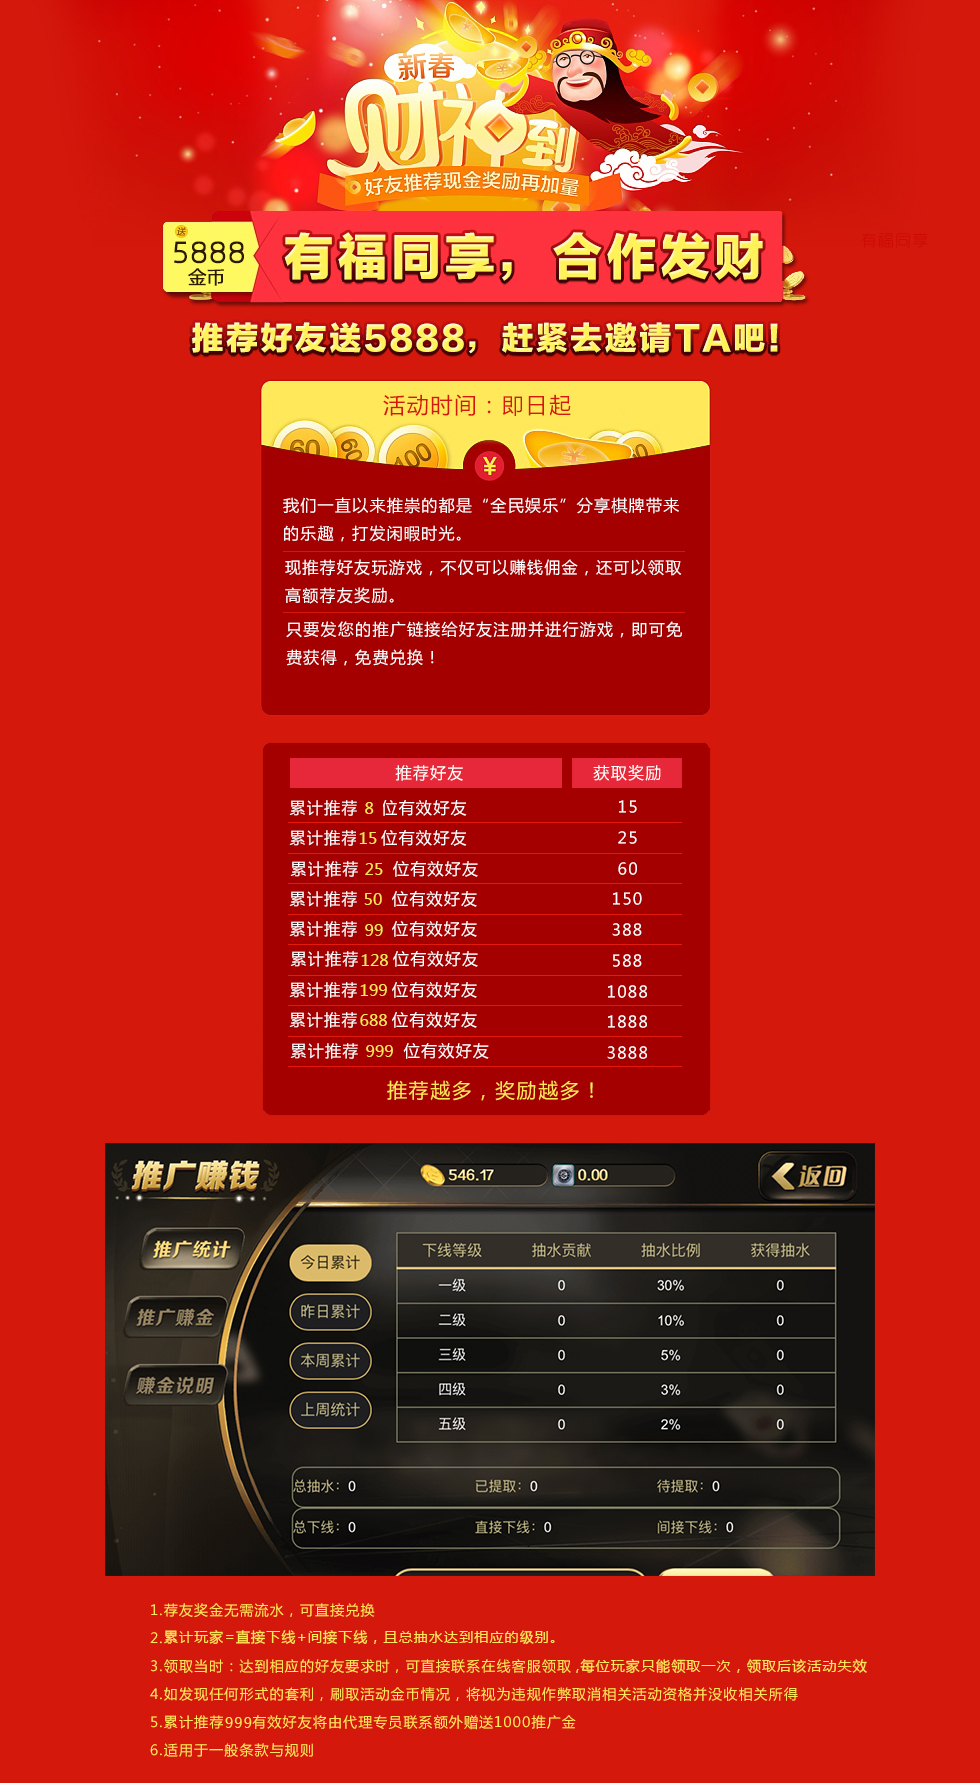 新春
财神到
好友推荐现金奖励再加量
送
5888
金币
有福同享，合作发财
有福同享
推荐好友送5888，赶紧去邀请TA吧!
活动时间：即日起
60 60 100
¥
我们一直以来推崇的都是“全民娱乐”分享棋牌带来
的乐趣，打发闲暇时光。
现推荐好友玩游戏，不仅可以赚钱佣金，还可以领取
高额荐友奖励。
只要发您的推广链接给好友注册并进行游戏，即可免
费获得，免费兑换！
推荐好友 获取奖励
累计推荐 8 位有效好友 15
累计推荐15位有效好友 25
累计推荐 25 位有效好友 60
累计推荐 50 位有效好友 150
累计推荐 99 位有效好友 388
累计推荐128位有效好友 588
累计推荐199位有效好友 1088
累计推荐688位有效好友 1888
累计推荐 999 位有效好友 3888
推荐越多，奖励越多！
推广赚钱 546.17 0.00 返回
推广统计
推广赚金
赚金说明
今日累计
昨日累计
本周累计
上周统计
下线等级 抽水贡献 抽水比例 获得抽水
一级 0 30% 0
二级 0 10% 0
三级 0 5% 0
四级 0 3% 0
五级 0 2% 0
总抽水：0 已提取：0 待提取：0
总下线：0 直接下线：0 间接下线：0
1.荐友奖金无需流水，可直接兑换
2.累计玩家=直接下线+间接下线，且总抽水达到相应的级别。
3.领取当时：达到相应的好友要求时，可直接联系在线客服领取,每位玩家只能领取一次，领取后该活动失效
4.如发现任何形式的套利，刷取活动金币情况，将视为违规作弊取消相关活动资格并没收相关所得
5.累计推荐999有效好友将由代理专员联系额外赠送1000推广金
6.适用于一般条款与规则